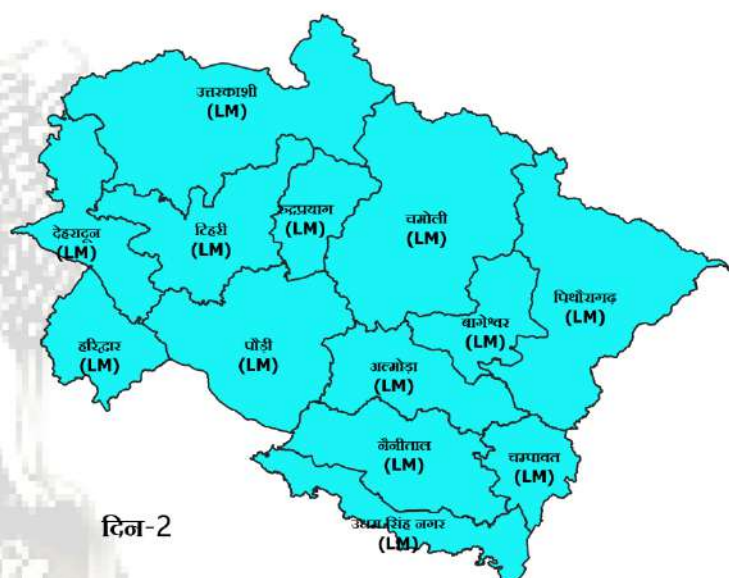 उत्तरकाशी
(LM)
देहरादून
(LM)
टिहरी
(LM)
रुद्रप्रयाग
(LM)
चमोली
(LM)
पिथौरागढ़
(LM)
हरिद्वार
(LM)
पौड़ी
(LM)
बागेश्वर
(LM)
अल्मोड़ा
(LM)
नैनीताल
(LM)
चम्पावत
(LM)
उधम सिंह नगर
(LM)
दिन-2